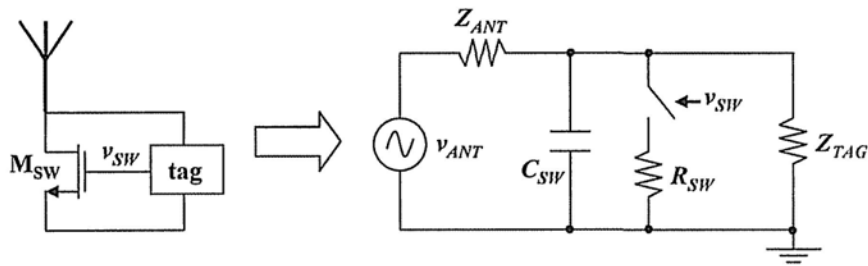 Z_ANT
v_SW
M_SW
v_SW
tag
v_ANT
C_SW
R_SW
Z_TAG